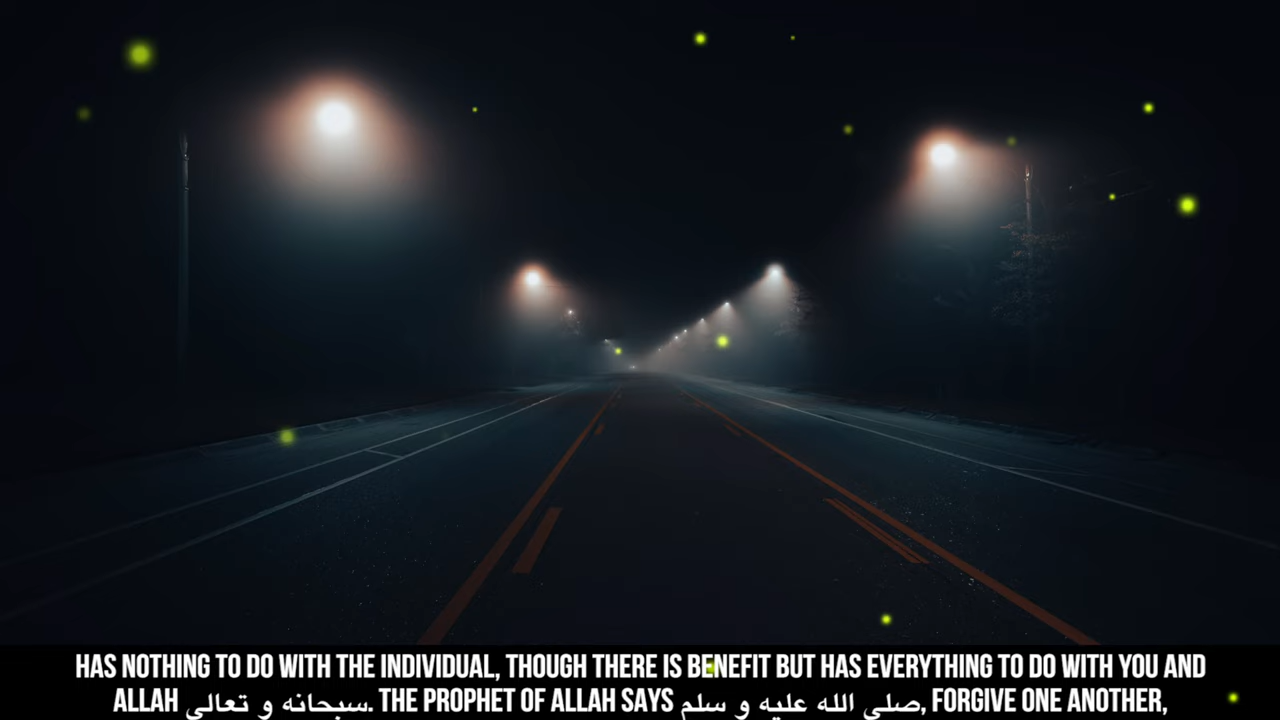 HAS NOTHING TO DO WITH THE INDIVIDUAL, THOUGH THERE IS BENEFIT BUT HAS EVERYTHING TO DO WITH YOU AND
ALLAH سبحانه و تعالى. THE PROPHET OF ALLAH SAYS صلى الله عليه و سلم, FORGIVE ONE ANOTHER,